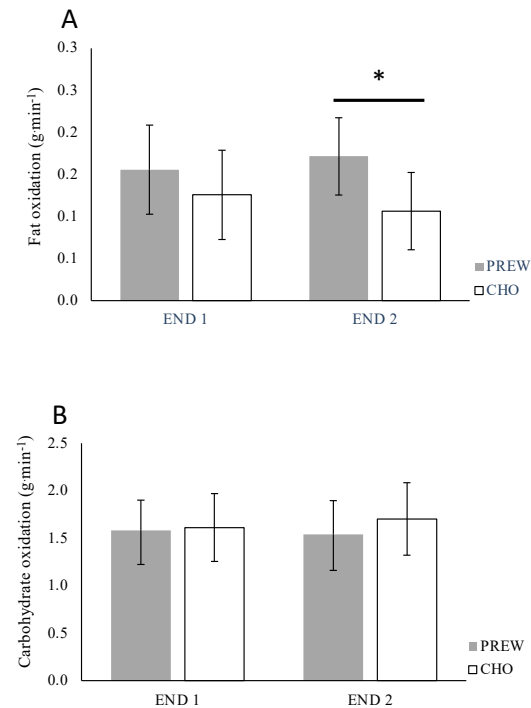 A
Fat oxidation (g·min-1)
0.3
0.3
0.2
0.2
0.1
0.1
0.0
*
END 1
END 2
PREW
CHO
B
Carbohydrate oxidation (g·min-1)
2.5
2.0
1.5
1.0
0.5
0.0
END 1
END 2
PREW
CHO